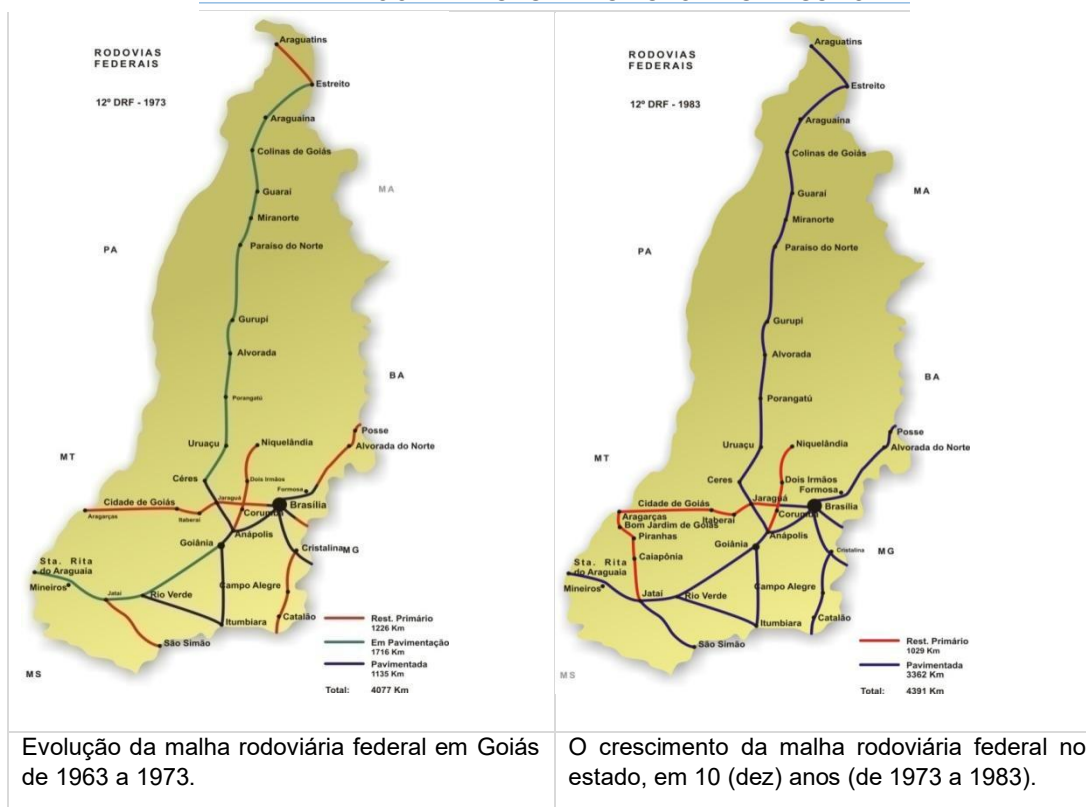 RODOVIAS
FEDERAIS
12º DRF - 1973
Araguatins
Estreito
Araguaina
Colinas de Goiás
MA
Guaraí
Miranorte
PA
Paraíso do Norte
Gurupí
Alvorada
BA
Porangatú
Posse
Uruaçu
Niquelândia
Alvorada do Norte
MT
Céres
Dois Irmãos
Formosa
Cidade de Goiás
Jaraguá
Brasília
Aragarças
Itaberaí
Corumbá
Anápolis
Goiânia
Cristalina
MG
Sta. Rita
do Araguaia
Mineiros
Campo Alegre
Jataí
Rio Verde
Catalão
Itumbiara
São Simão
MS
Rest. Primário
1226 Km
Em Pavimentação
1716 Km
Pavimentada
1135 Km
Total: 4077 Km
RODOVIAS
FEDERAIS
12º DRF - 1983
Araguatins
Estreito
Araguaina
Colinas de Goiás
MA
Guaraí
Miranorte
PA
Paraíso do Norte
Gurupí
Alvorada
BA
Porangatú
Posse
Uruaçu
Niquelândia
Alvorada do Norte
MT
Ceres
Dois Irmãos
Formosa
Cidade de Goiás
Jaraguá
Brasília
Aragarças
Itaberaí
Corumbá
Bom Jardim de Goiás
Piranhas
Anápolis
Goiânia
Cristalina
MG
Caiapônia
Sta. Rita
do Araguaia
Mineiros
Campo Alegre
Jataí
Rio Verde
Catalão
Itumbiara
São Simão
MS
Rest. Primário
1029 Km
Pavimentada
3362 Km
Total: 4391 Km
Evolução da malha rodoviária federal em Goiás
de 1963 a 1973.
O crescimento da malha rodoviária federal no
estado, em 10 (dez) anos (de 1973 a 1983).